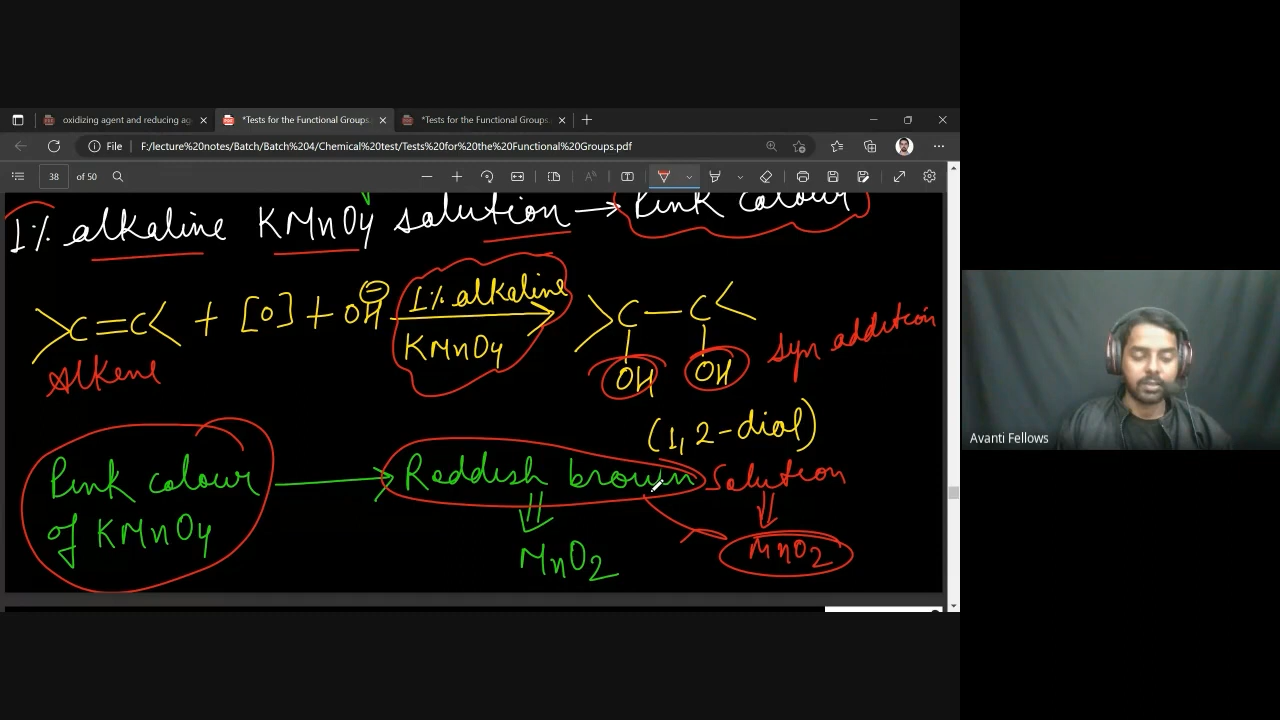 oxidizing agent and reducing ag
*Tests for the Functional Groups.
*Tests for the Functional Groups.
File
F:/lecture%20notes/Batch/Batch%204/Chemical%20test/Tests%20for%20the%20Functional%20Groups.pdf
38 of 50
1% alkaline KMnO4 solution → Pink colour
>C=C< + [O] + OH⊖
1% alkaline
KMnO4
C—C
OH OH
Syn addition
Alkene
(1,2-diol)
Pink colour of KMnO4
→ Reddish brown Solution
MnO2
MnO2
Avanti Fellows